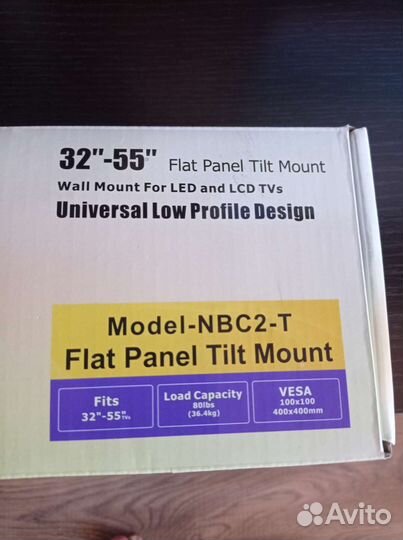 32"-55" Flat Panel Tilt Mount
Wall Mount For LED and LCD TVs
Universal Low Profile Design
Model-NBC2-T
Flat Panel Tilt Mount
Fits
32"-55"TVs
Load Capacity
80lbs
(36.4kg)
VESA
100x100
400x400mm
Avito